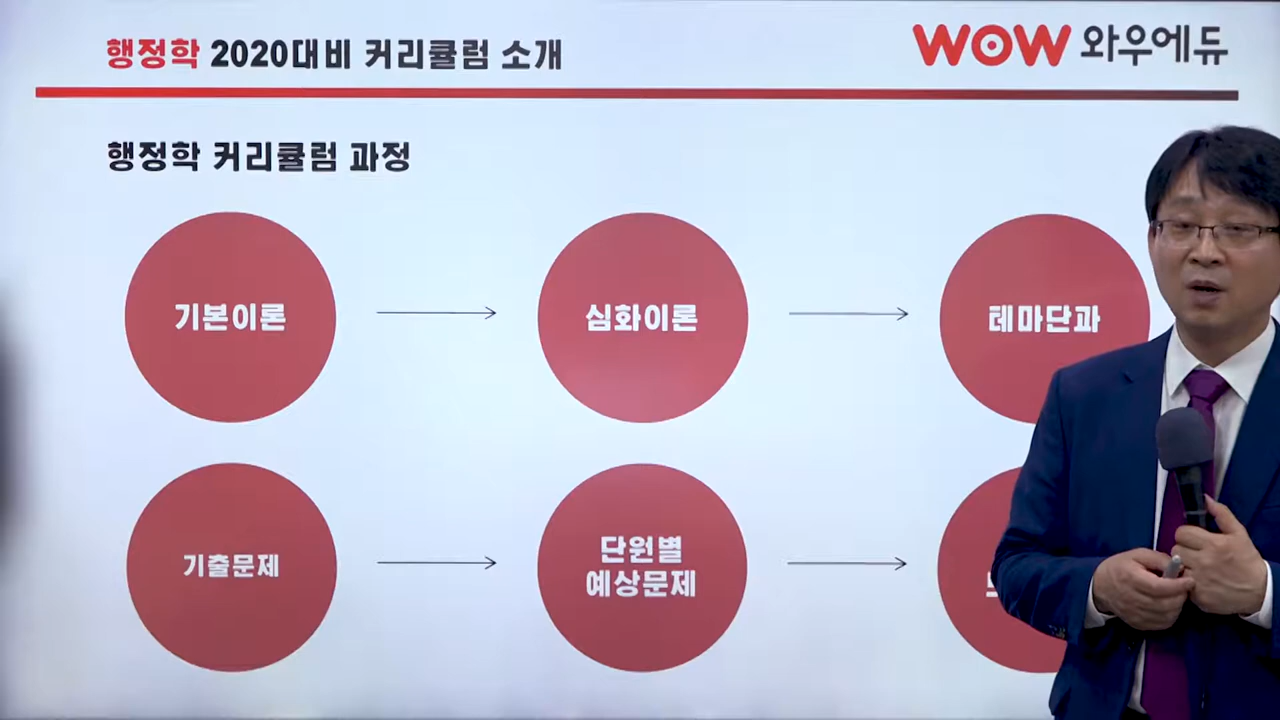 행정학 2020대비 커리큘럼 소개
WOW 와우에듀
행정학 커리큘럼 과정
기본이론
심화이론
테마단과
기출문제
단원별
예상문제